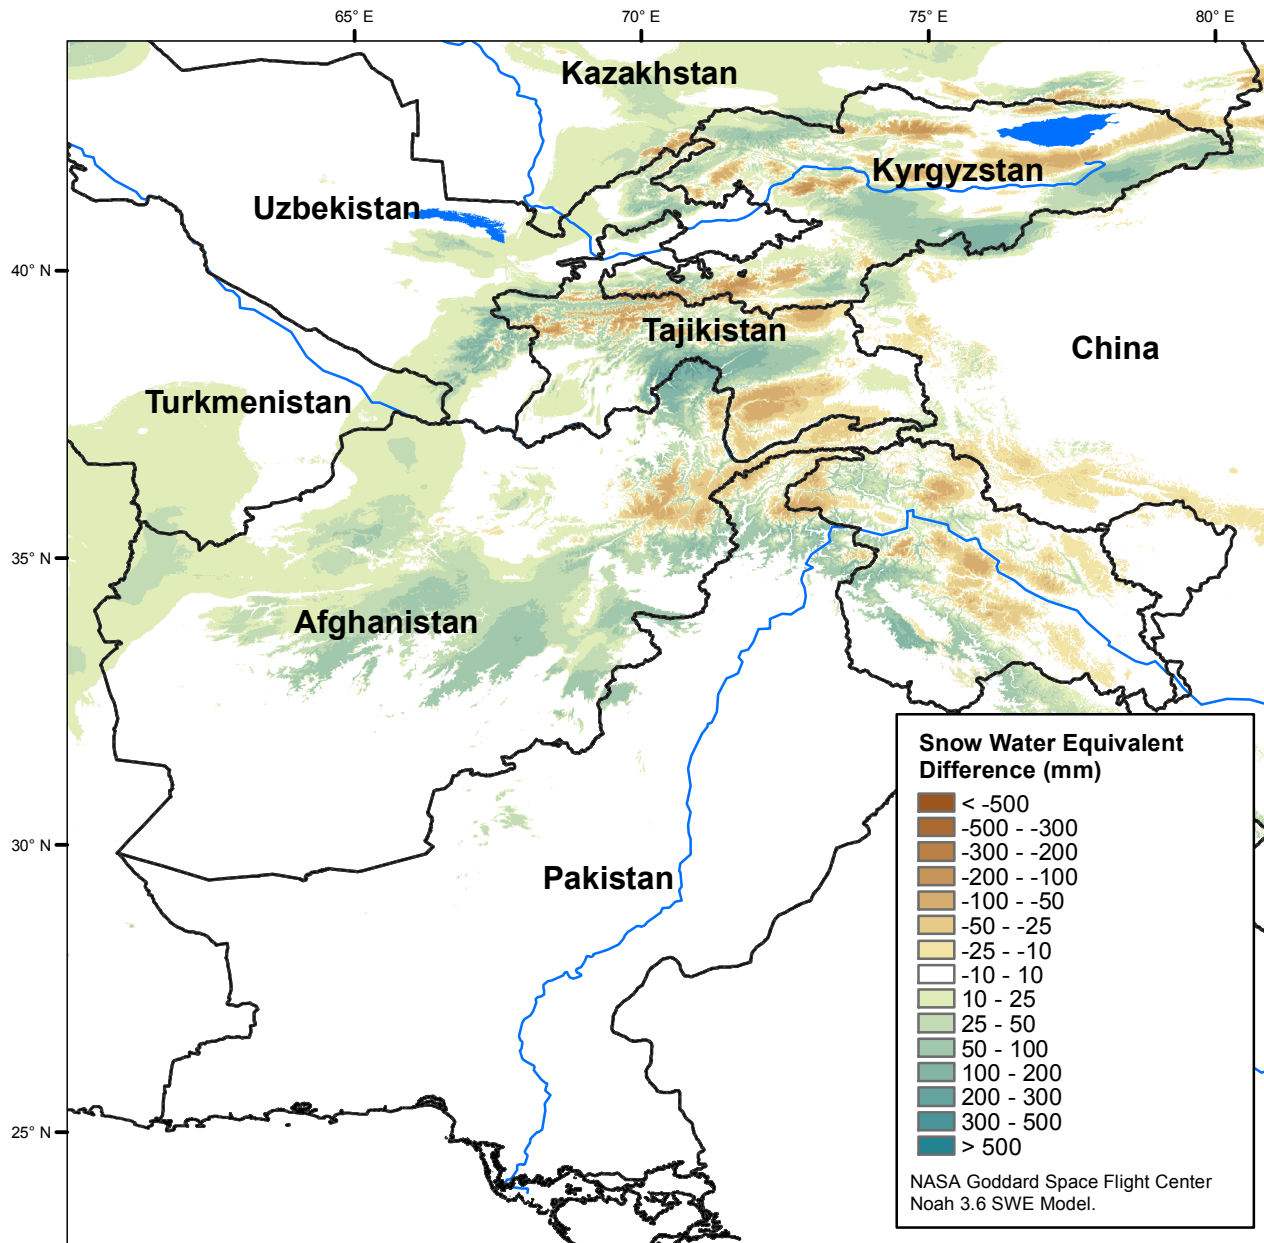 65° E 70° E 75° E 80° E
Kazakhstan
Kyrgyzstan
Uzbekistan
40° N
Tajikistan
China
Turkmenistan
35° N
Afghanistan
30° N
Pakistan
25° N
Snow Water Equivalent
Difference (mm)
< -500
-500 - -300
-300 - -200
-200 - -100
-100 - -50
-50 - -25
-25 - -10
-10 - 10
10 - 25
25 - 50
50 - 100
100 - 200
200 - 300
300 - 500
> 500
NASA Goddard Space Flight Center
Noah 3.6 SWE Model.